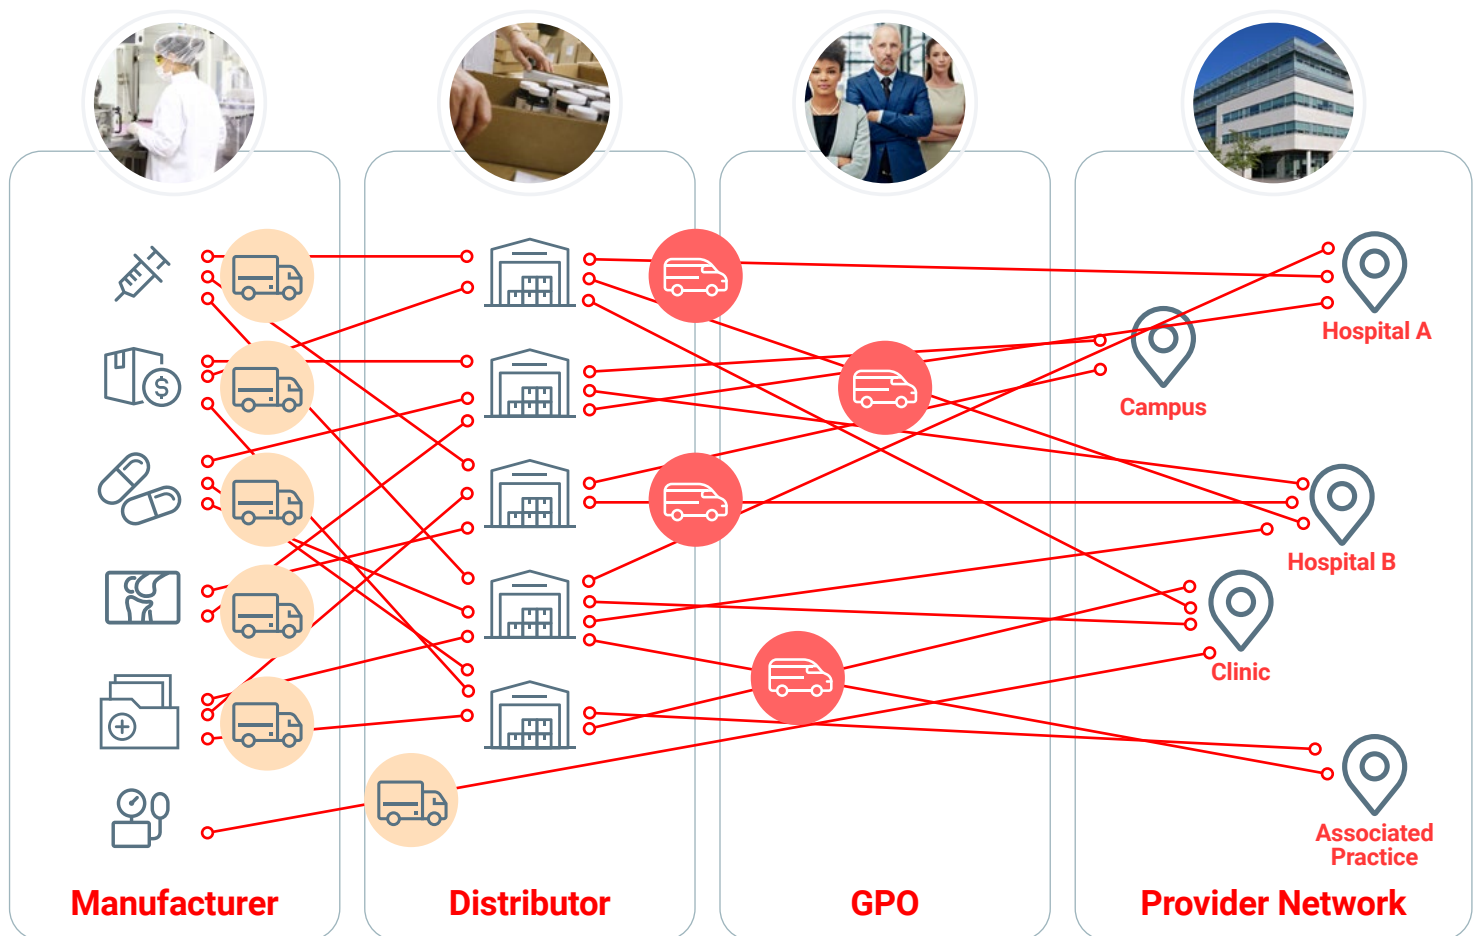 Hospital A
Campus
Hospital B
Clinic
Associated
Practice
Manufacturer
Distributor
GPO
Provider Network